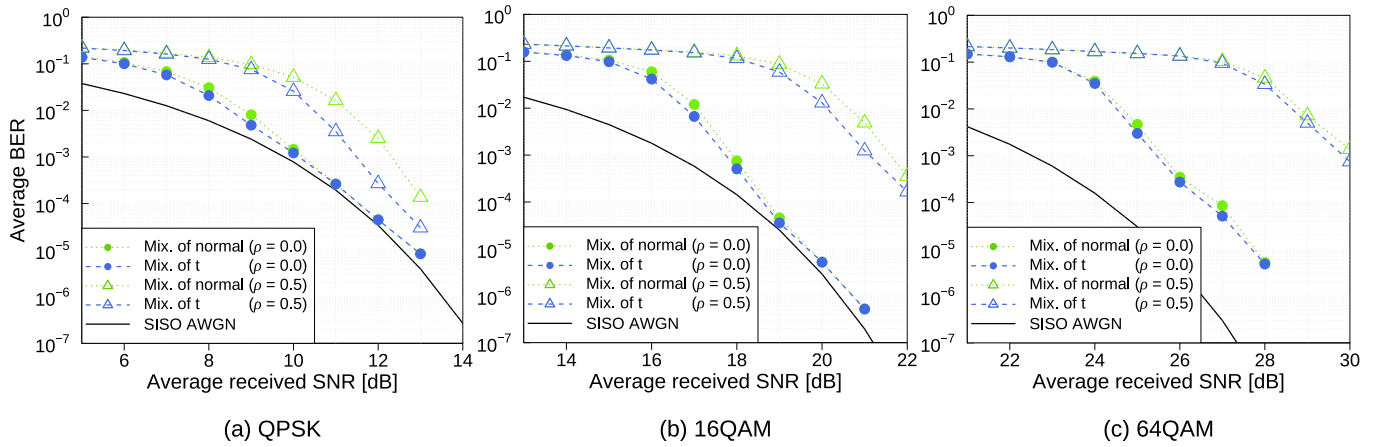 Average BER
10^0
10^-1
10^-2
10^-3
10^-4
10^-5
10^-6
10^-7
6 8 10 12 14
Average received SNR [dB]
Mix. of normal (ρ = 0.0)
Mix. of t (ρ = 0.0)
Mix. of normal (ρ = 0.5)
Mix. of t (ρ = 0.5)
SISO AWGN
(a) QPSK
10^0
10^-1
10^-2
10^-3
10^-4
10^-5
10^-6
10^-7
14 16 18 20 22
Average received SNR [dB]
Mix. of normal (ρ = 0.0)
Mix. of t (ρ = 0.0)
Mix. of normal (ρ = 0.5)
Mix. of t (ρ = 0.5)
SISO AWGN
(b) 16QAM
10^0
10^-1
10^-2
10^-3
10^-4
10^-5
10^-6
10^-7
22 24 26 28 30
Average received SNR [dB]
Mix. of normal (ρ = 0.0)
Mix. of t (ρ = 0.0)
Mix. of normal (ρ = 0.5)
Mix. of t (ρ = 0.5)
SISO AWGN
(c) 64QAM